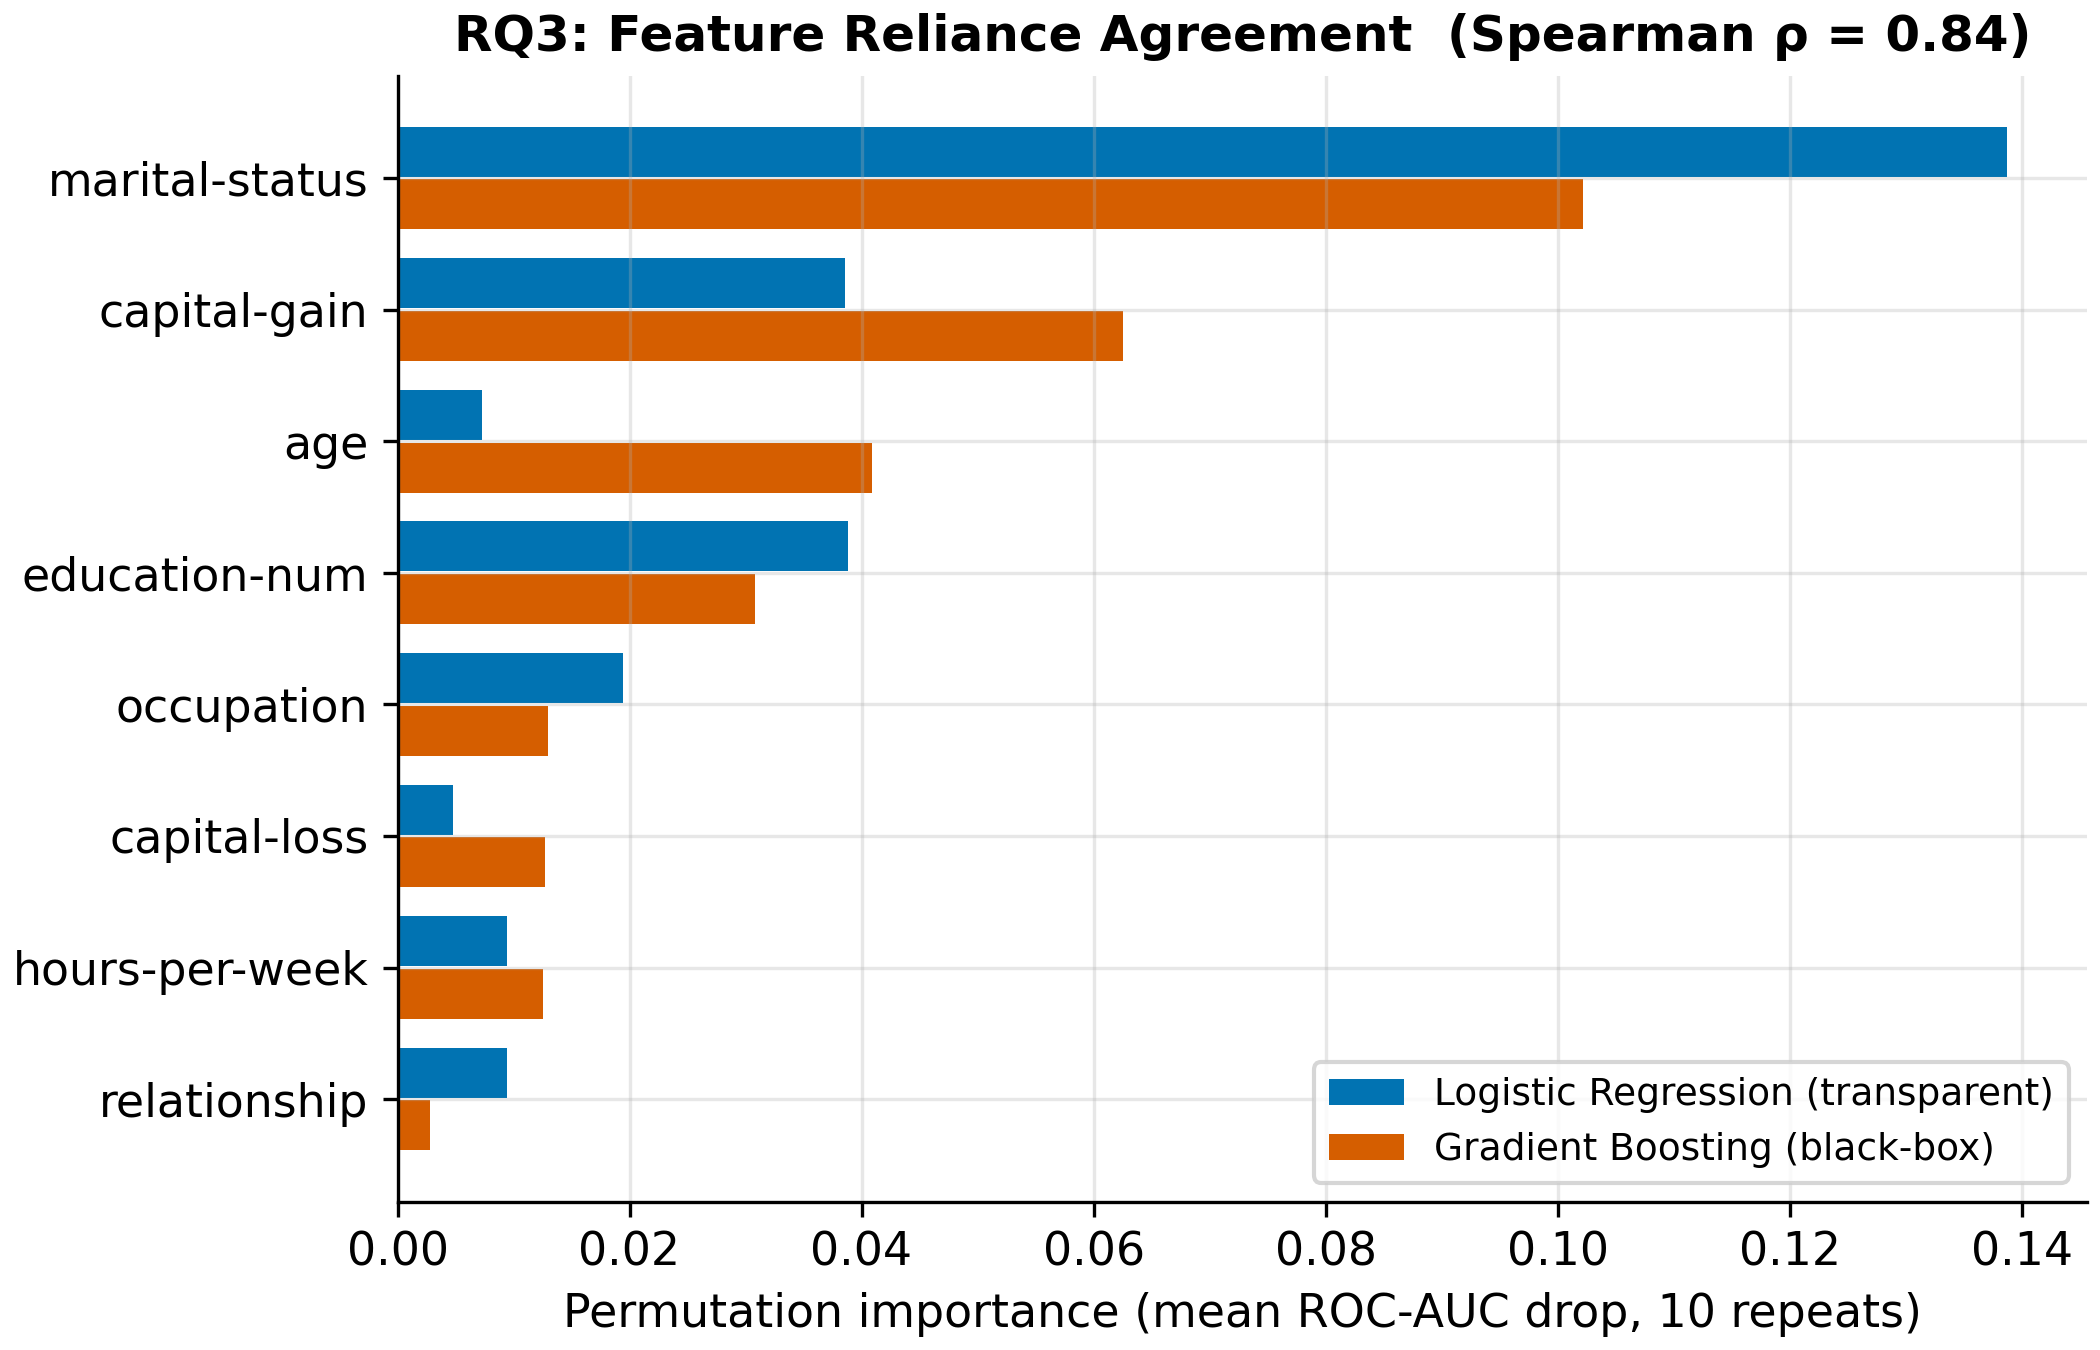 RQ3: Feature Reliance Agreement (Spearman ρ = 0.84)
marital-status
capital-gain
age
education-num
occupation
capital-loss
hours-per-week
relationship
Logistic Regression (transparent)
Gradient Boosting (black-box)
0.00 0.02 0.04 0.06 0.08 0.10 0.12 0.14
Permutation importance (mean ROC-AUC drop, 10 repeats)